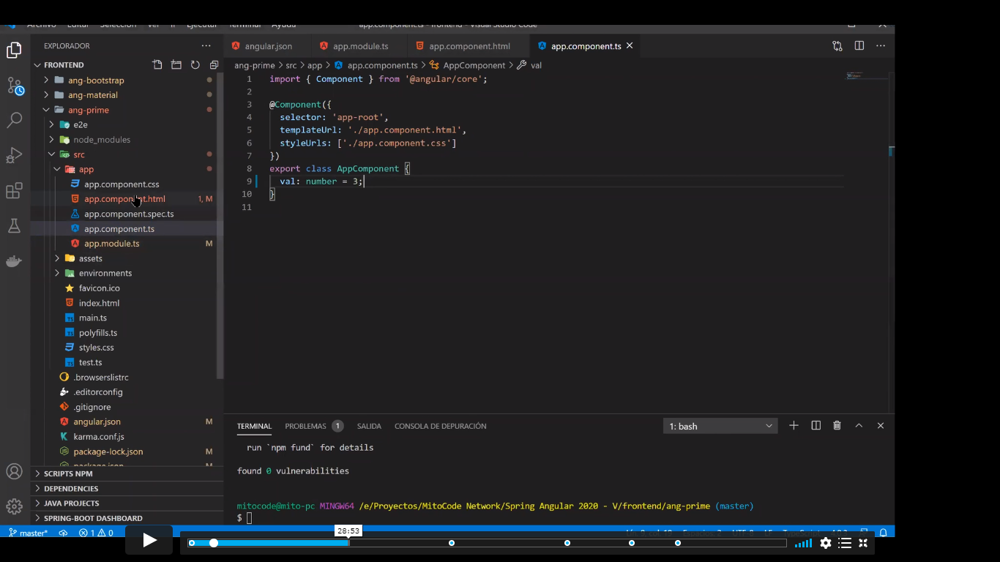 Archivo Editar Selección Ver Ir Ejecutar Terminal Ayuda
app.component.ts - frontend - Visual Studio Code
EXPLORADOR
FRONTEND
ang-bootstrap
ang-material
ang-prime
e2e
node_modules
src
app
app.component.css
app.component.html 1, M
app.component.spec.ts
app.component.ts
app.module.ts M
assets
environments
favicon.ico
index.html
main.ts
polyfills.ts
styles.css
test.ts
.browserslistrc
.editorconfig
.gitignore
angular.json M
karma.conf.js
package-lock.json M
package.json M
SCRIPTS NPM
DEPENDENCIES
JAVA PROJECTS
SPRING-BOOT DASHBOARD
angular.json app.module.ts app.component.html app.component.ts
ang-prime > src > app > app.component.ts > AppComponent > val
1 import { Component } from '@angular/core';
2
3 @Component({
4 selector: 'app-root',
5 templateUrl: './app.component.html',
6 styleUrls: ['./app.component.css']
7 })
8 export class AppComponent {
9 val: number = 3;
10 }
11
TERMINAL PROBLEMAS 1 SALIDA CONSOLA DE DEPURACIÓN 1: bash
run `npm fund` for details
found 0 vulnerabilities
mitocode@mito-pc MINGW64 /e/Proyectos/MitoCode Network/Spring Angular 2020 - V/frontend/ang-prime (master)
$
master* 1 0
28:53